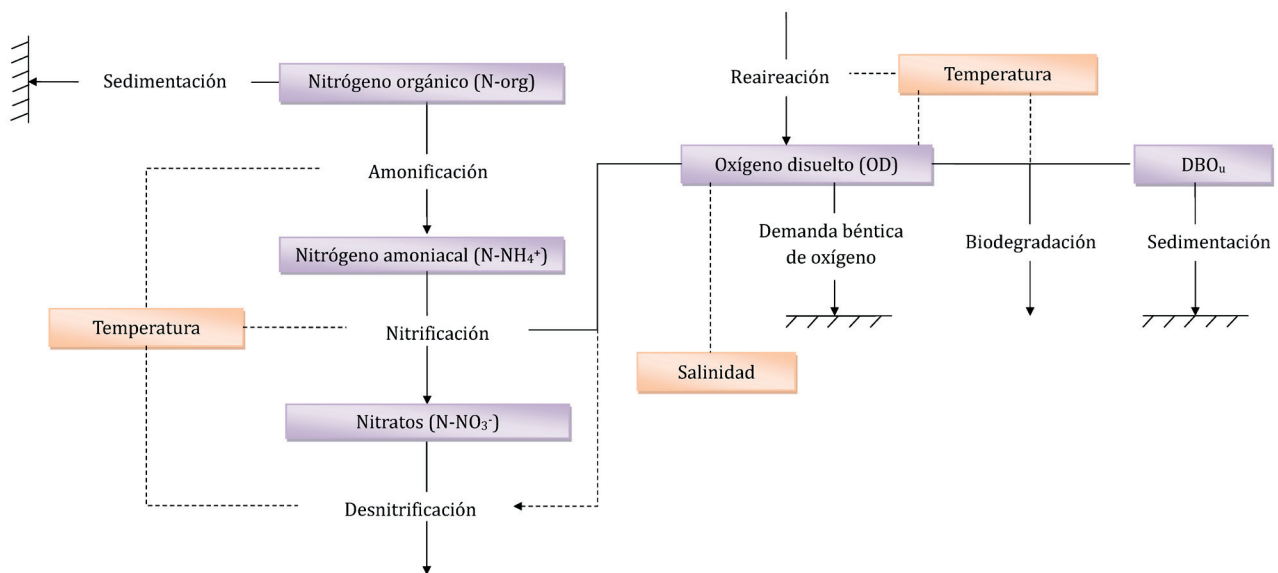 Sedimentación
Nitrógeno orgánico (N-org)
Amonificación
Nitrógeno amoniacal (N-NH₄⁺)
Temperatura
Nitrificación
Nitratos (N-NO₃⁻)
Desnitrificación
Reaireación
Temperatura
Oxígeno disuelto (OD)
DBOᵤ
Demanda béntica
de oxígeno
Biodegradación
Sedimentación
Salinidad